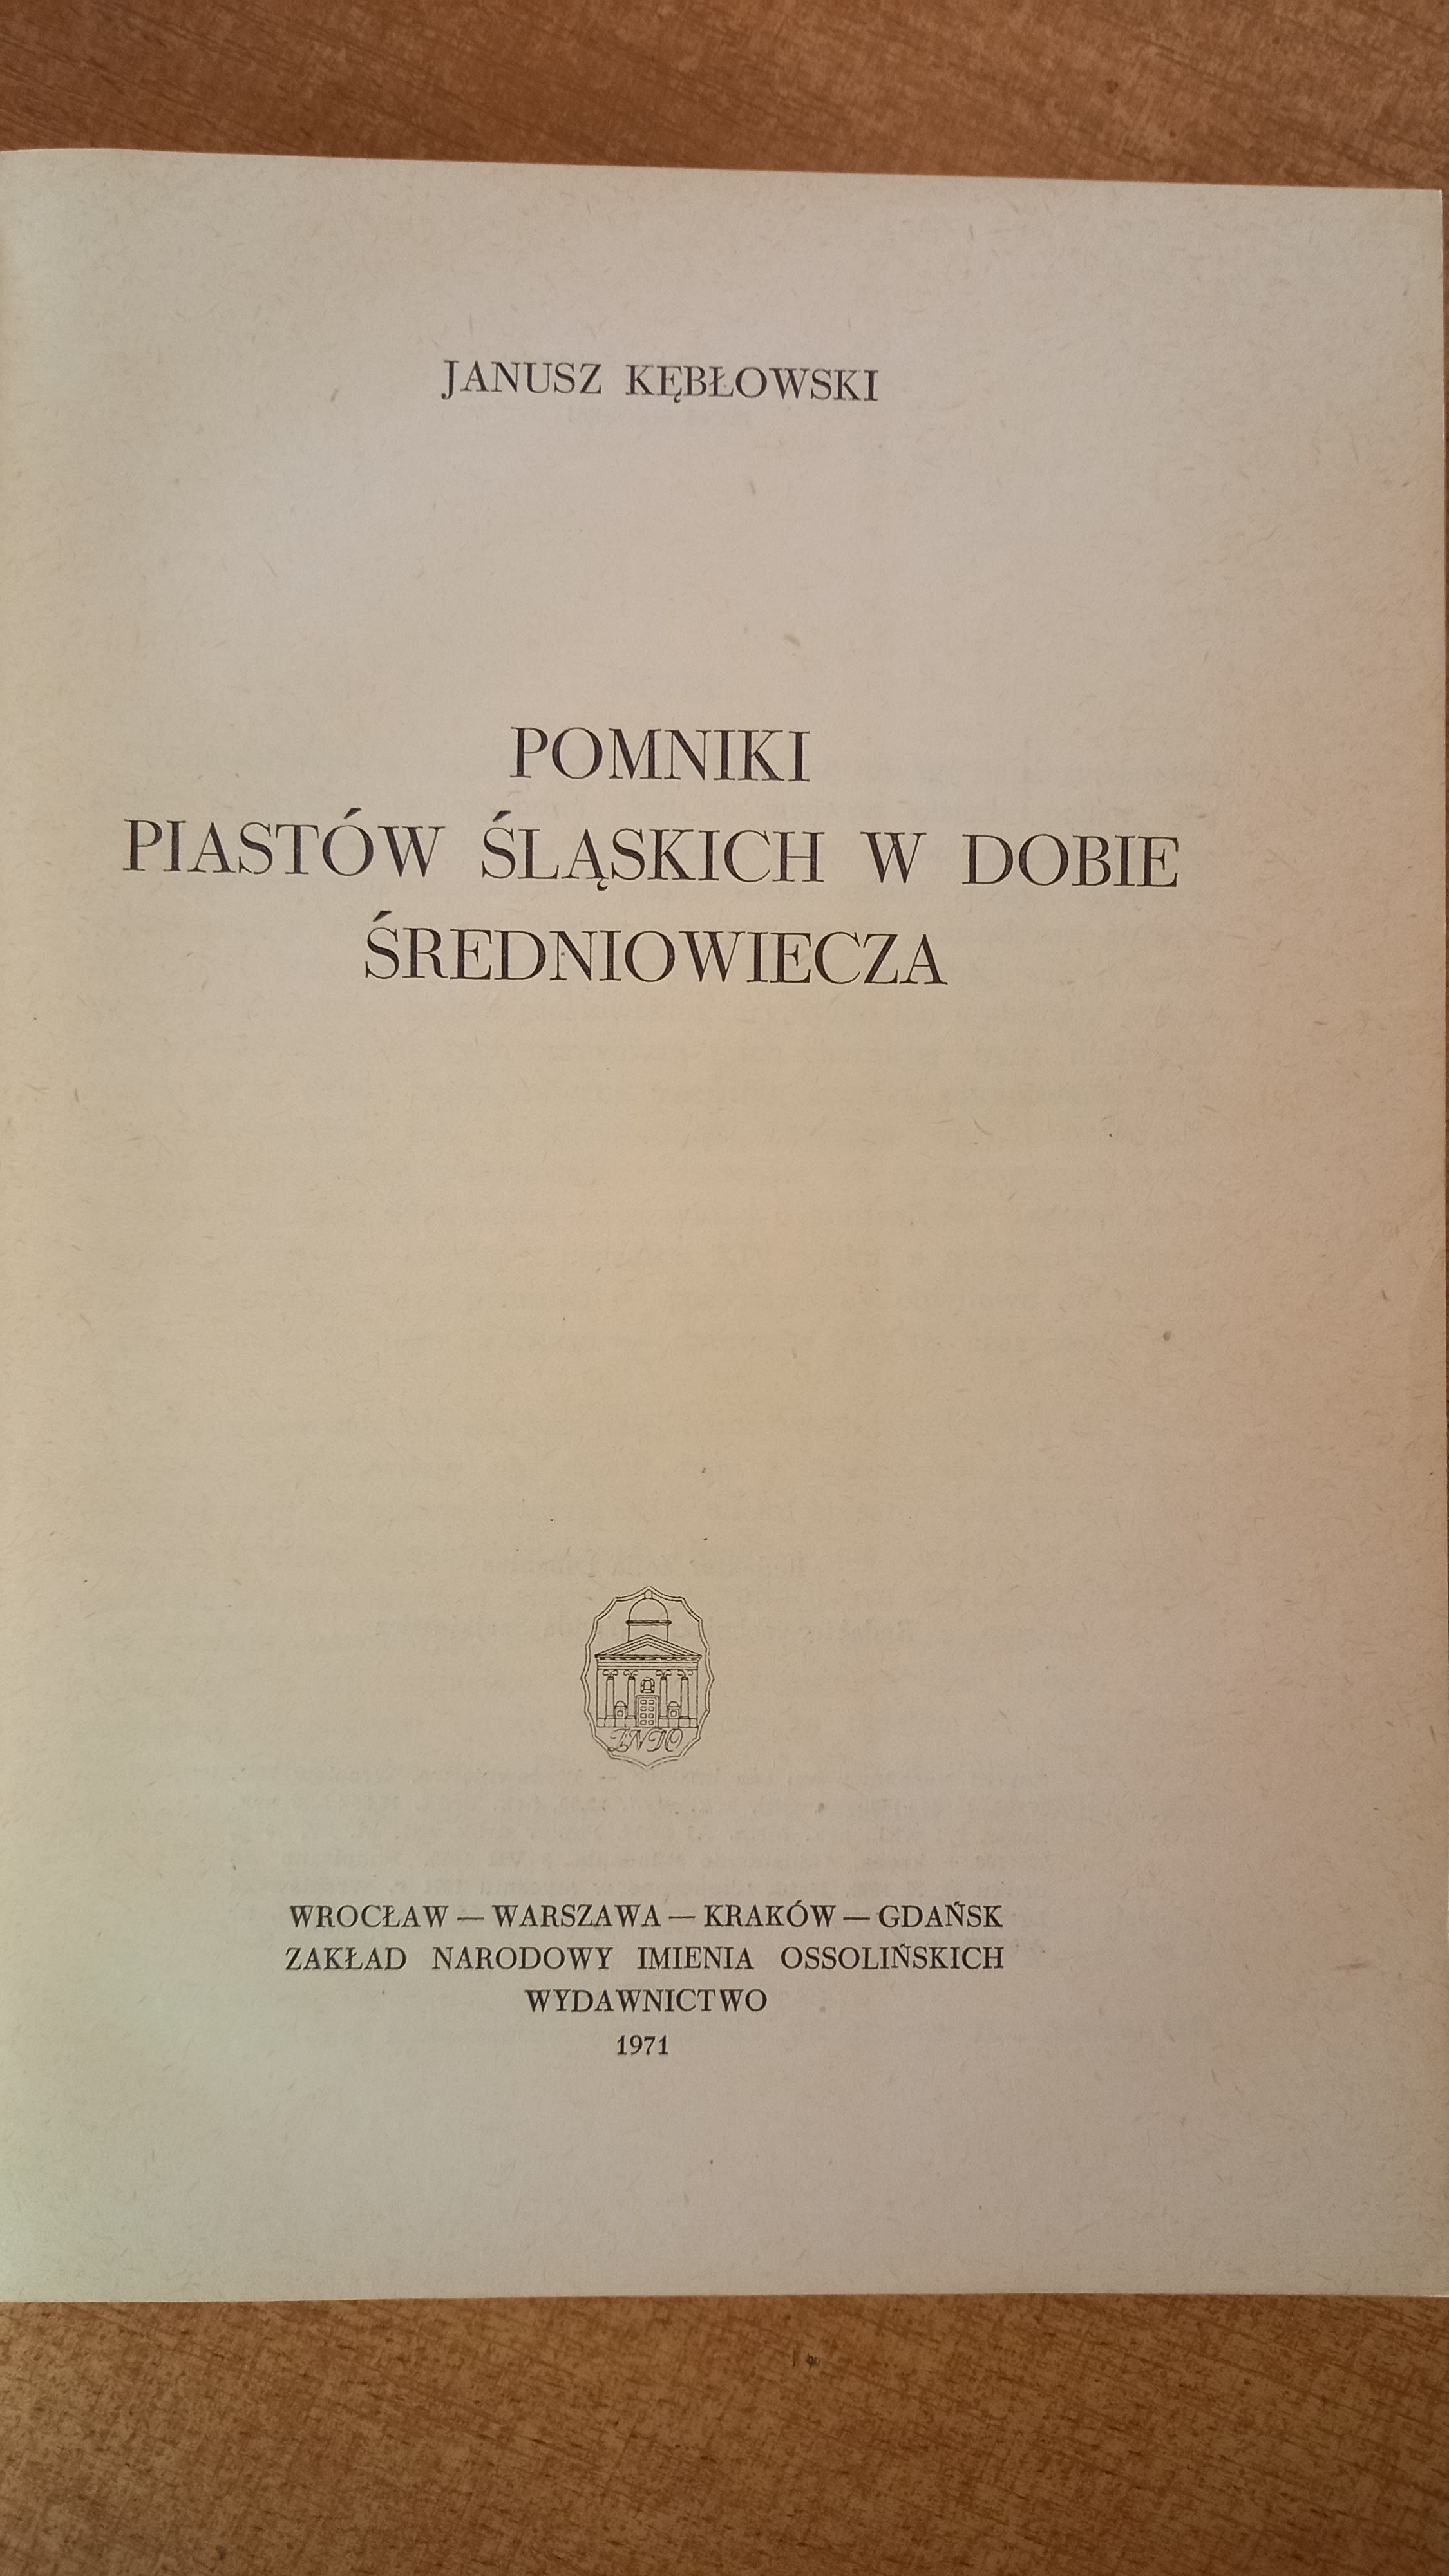 JANUSZ KĘBŁOWSKI
POMNIKI
PIASTÓW ŚLĄSKICH W DOBIE
ŚREDNIOWIECZA
WROCŁAW — WARSZAWA — KRAKÓW — GDAŃSK
ZAKŁAD NARODOWY IMIENIA OSSOLIŃSKICH
WYDAWNICTWO
1971